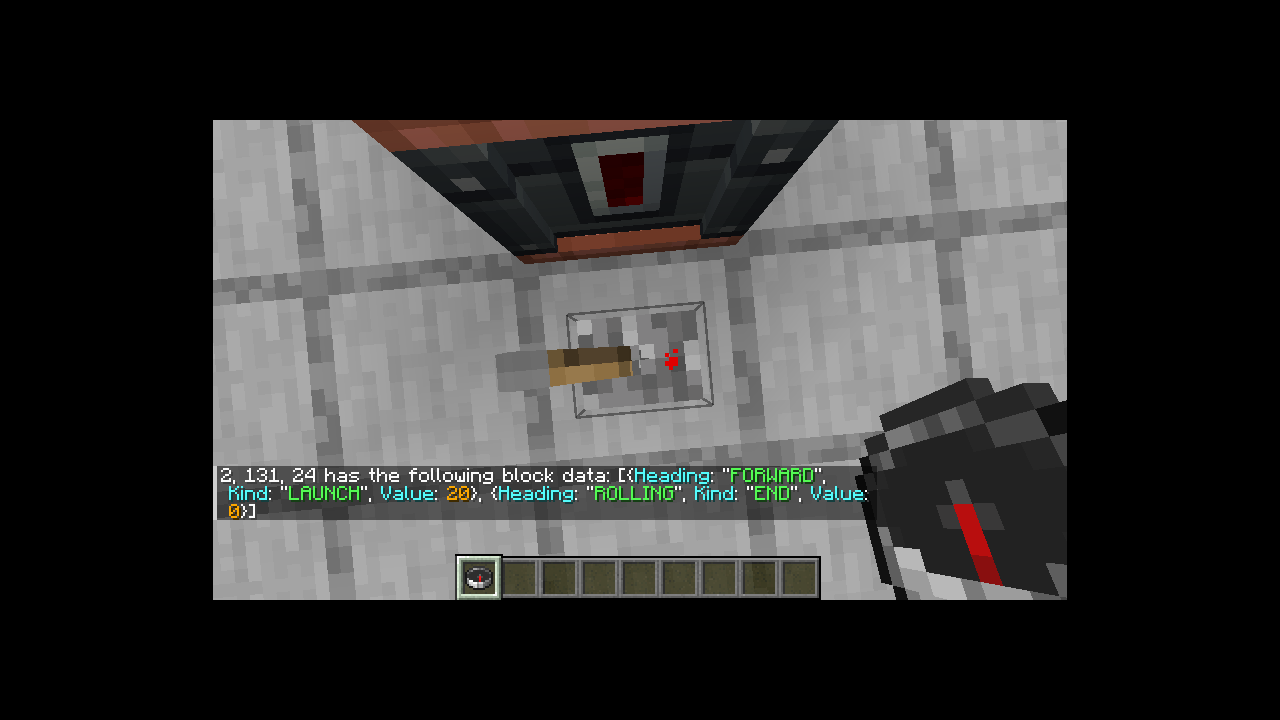 2, 131, 24 has the following block data: [{Heading: "FORWARD",
Kind: "LAUNCH", Value: 20}, {Heading: "ROLLING", Kind: "END", Value:
0}]